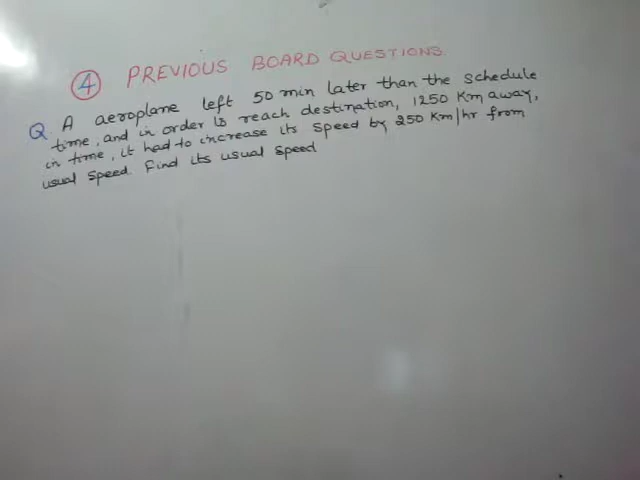 4 PREVIOUS BOARD QUESTIONS
Q. A aeroplane left 50 min later than the schedule
time, and in order to reach destination, 1250 Km away,
in time, it had to increase its speed by 250 Km/hr from
usual speed. Find its usual speed